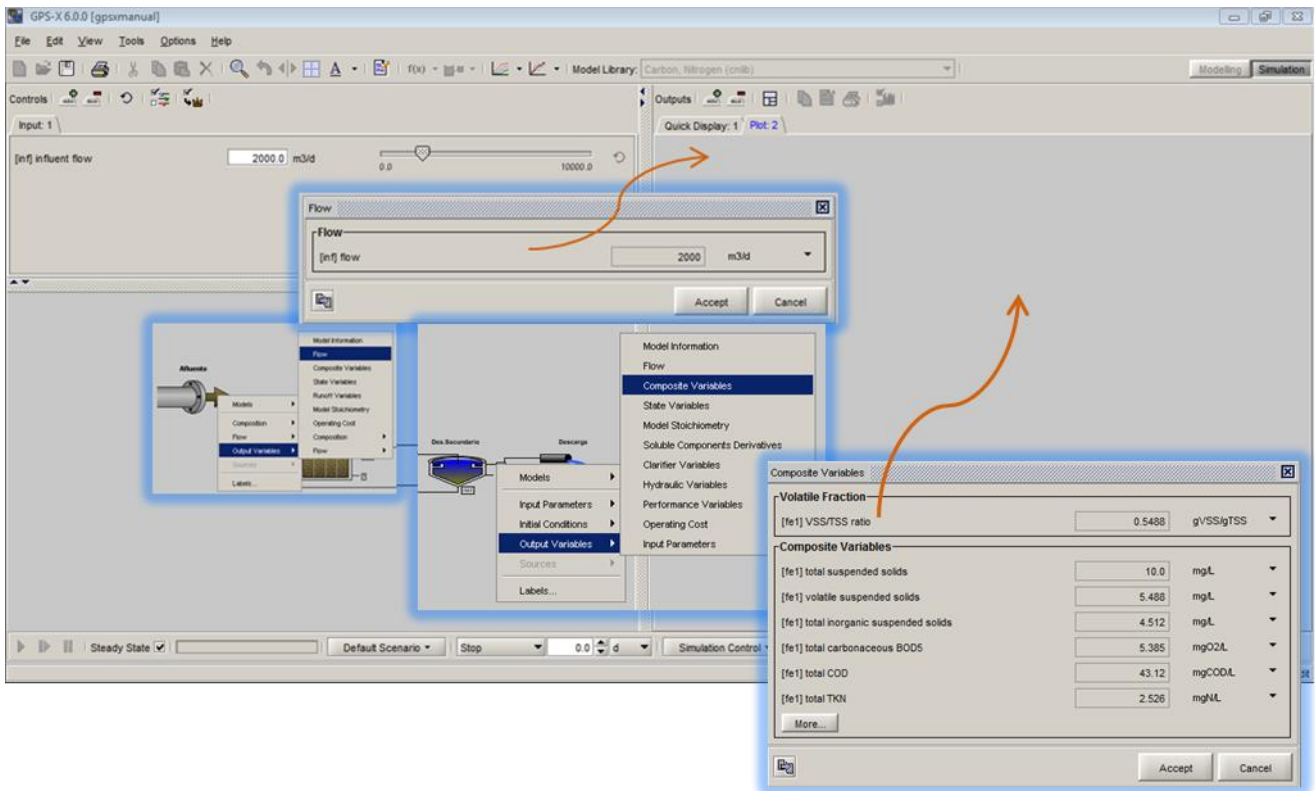 GPS-X 6.0.0 [gpsxmanual]
File Edit View Tools Options Help
f(x) Model Library: Carbon, Nitrogen (cnlib) Modelling Simulation
Controls
Outputs
Input: 1
Quick Display: 1 Plot: 2
[inf] influent flow 2000.0 m3/d 0.0 10000.0
Flow
Flow
[inf] flow 2000 m3/d
Accept Cancel
Afluente
Models
Composition
Flow
Output Variables
Sources
Labels...
Model Information
Flow
Composite Variables
State Variables
Runoff Variables
Model Stoichiometry
Operating Cost
Composition
Flow
Des.Secundario
Descarga
Models
Input Parameters
Initial Conditions
Output Variables
Sources
Labels...
Model Information
Flow
Composite Variables
State Variables
Model Stoichiometry
Soluble Components Derivatives
Clarifier Variables
Hydraulic Variables
Performance Variables
Operating Cost
Input Parameters
Composite Variables
Volatile Fraction
[fe1] VSS/TSS ratio 0.5488 gVSS/gTSS
Composite Variables
[fe1] total suspended solids 10.0 mg/L
[fe1] volatile suspended solids 5.488 mg/L
[fe1] total inorganic suspended solids 4.512 mg/L
[fe1] total carbonaceous BOD5 5.385 mgO2/L
[fe1] total COD 43.12 mgCOD/L
[fe1] total TKN 2.526 mgN/L
More...
Accept Cancel
Steady State Default Scenario Stop 0.0 d Simulation Control